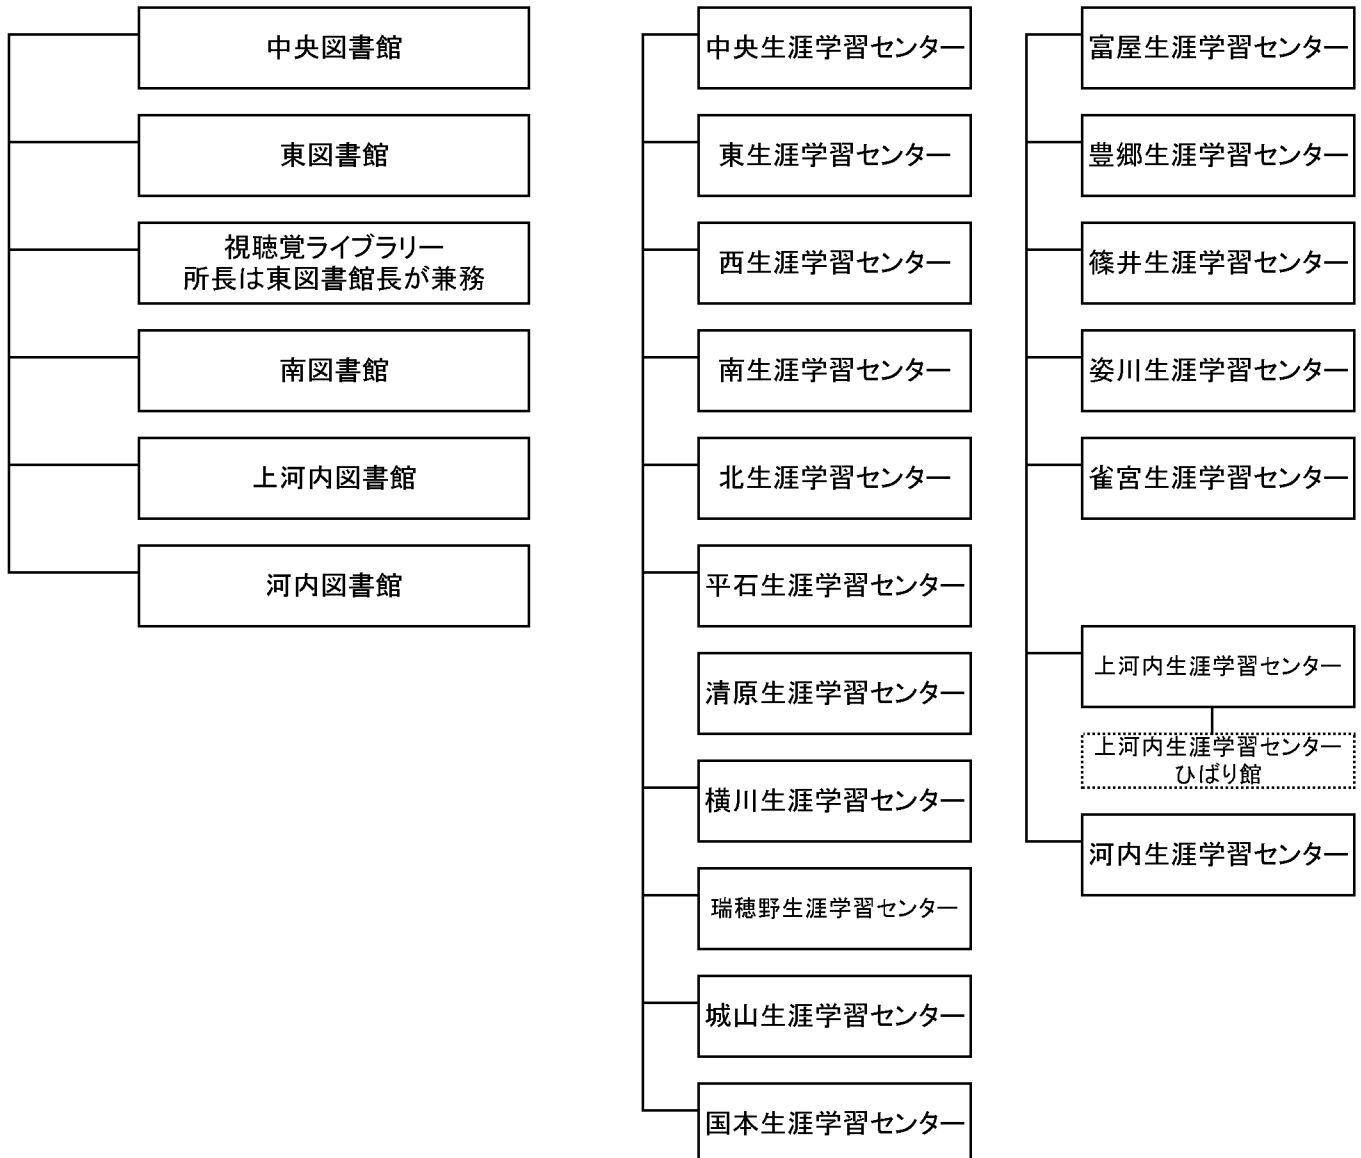 中央図書館
東図書館
視聴覚ライブラリー
所長は東図書館長が兼務
南図書館
上河内図書館
河内図書館
中央生涯学習センター
東生涯学習センター
西生涯学習センター
南生涯学習センター
北生涯学習センター
平石生涯学習センター
清原生涯学習センター
横川生涯学習センター
瑞穂野生涯学習センター
城山生涯学習センター
国本生涯学習センター
富屋生涯学習センター
豊郷生涯学習センター
篠井生涯学習センター
姿川生涯学習センター
雀宮生涯学習センター
上河内生涯学習センター
上河内生涯学習センター
ひばり館
河内生涯学習センター